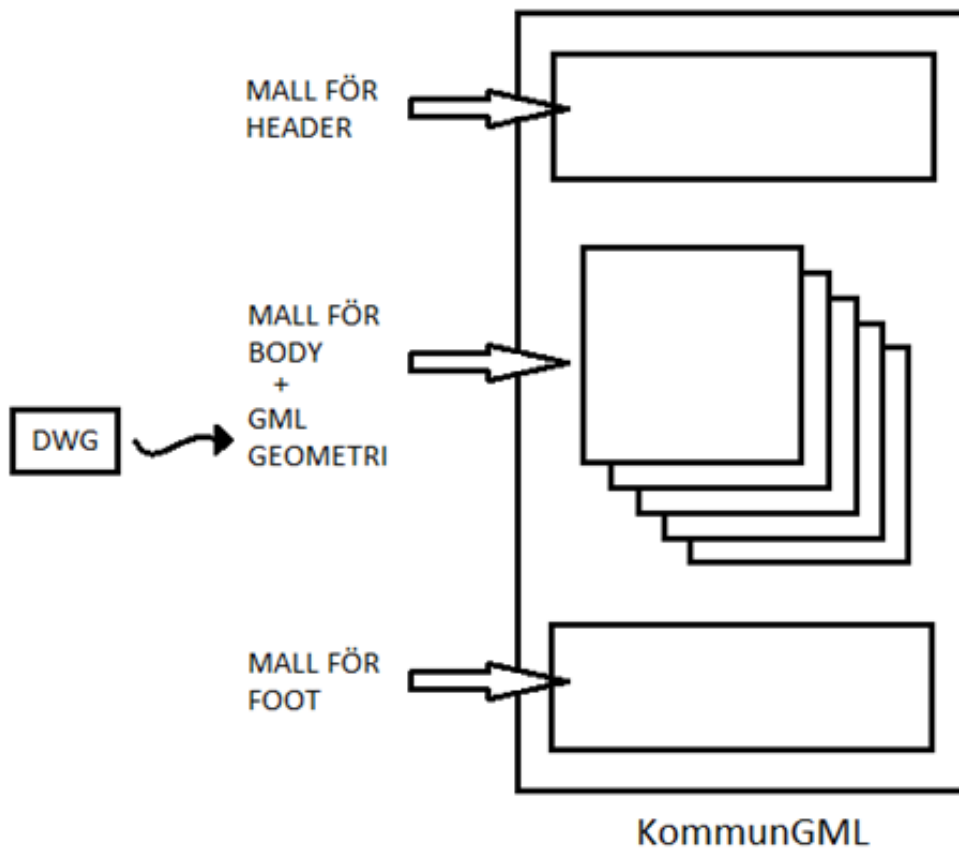 MALL FÖR
HEADER
MALL FÖR
BODY
+
GML
GEOMETRI
DWG
MALL FÖR
FOOT
KommunGML